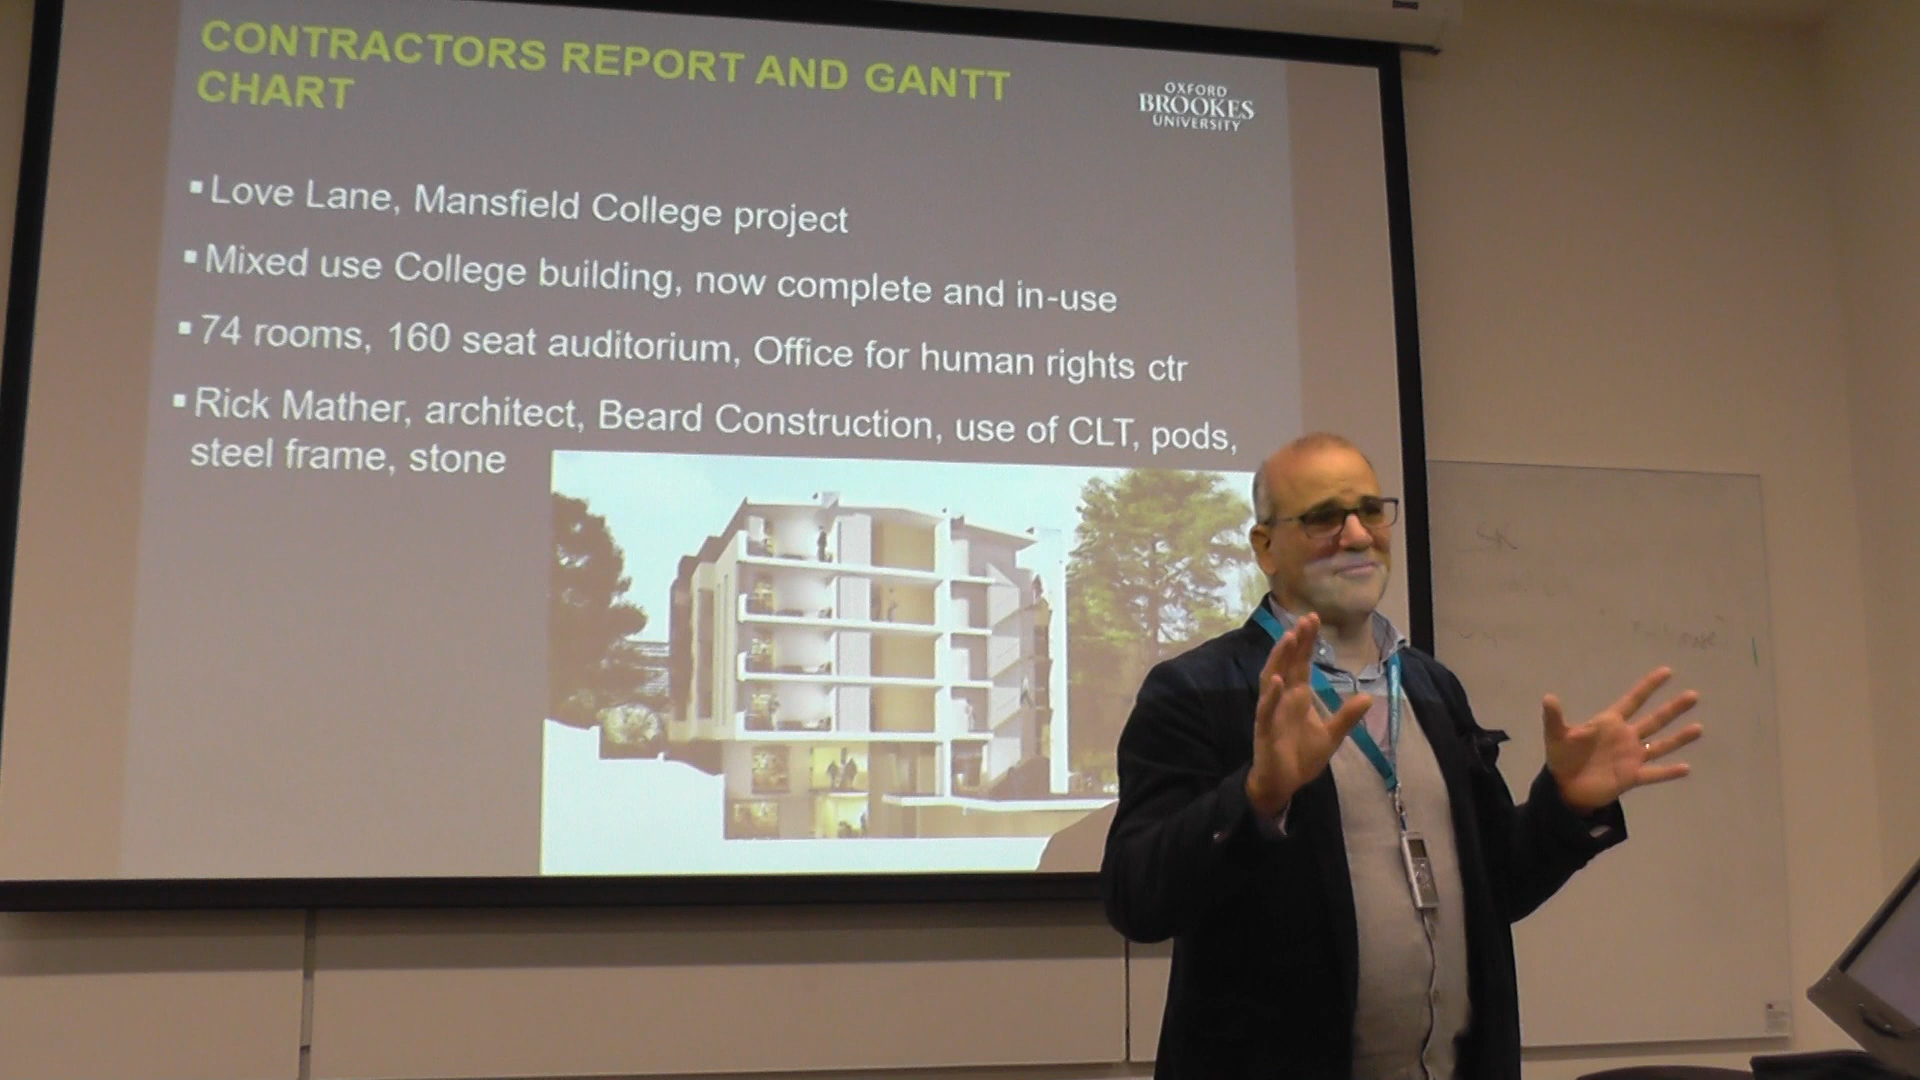 CONTRACTORS REPORT AND GANTT
CHART
OXFORD
BROOKES
UNIVERSITY
▪Love Lane, Mansfield College project
▪Mixed use College building, now complete and in-use
▪74 rooms, 160 seat auditorium, Office for human rights ctr
▪Rick Mather, architect, Beard Construction, use of CLT, pods,
steel frame, stone